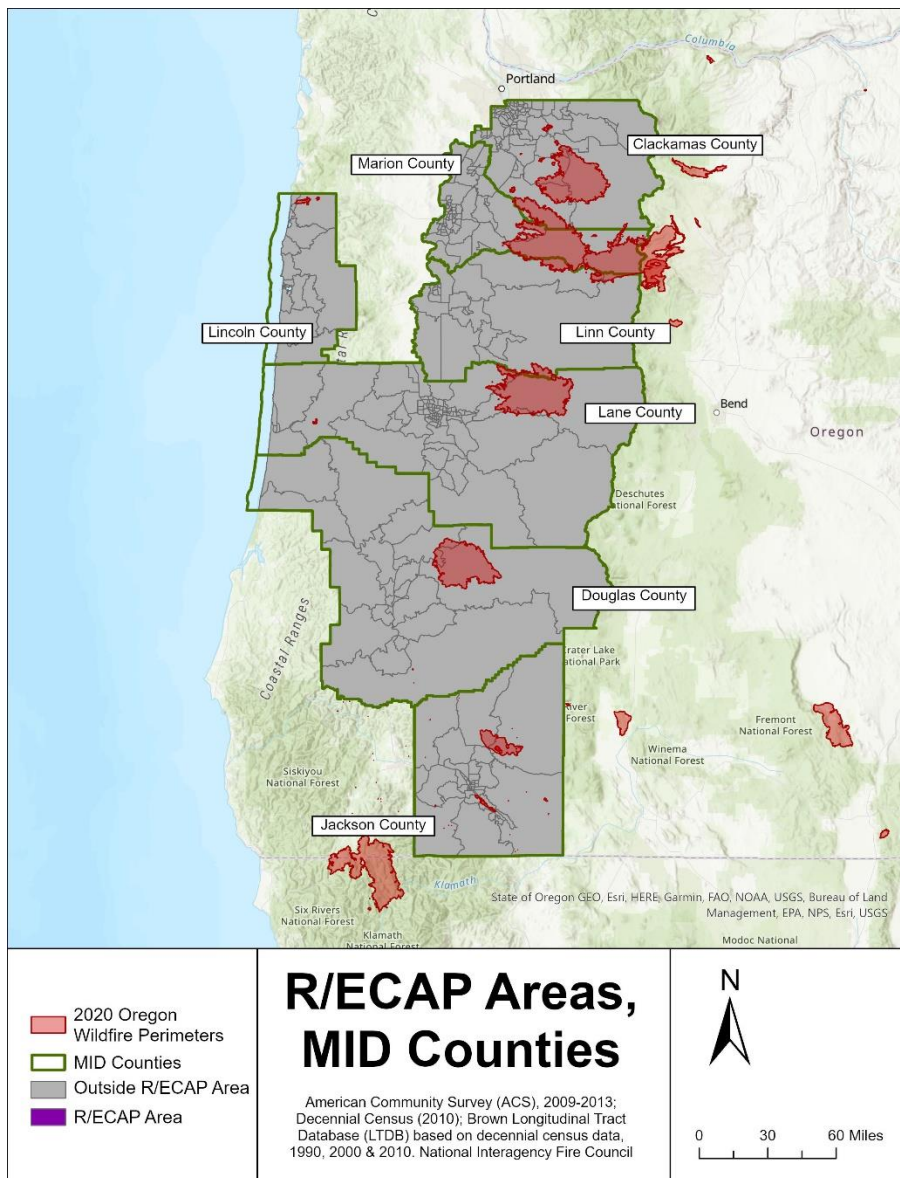 C
Columbia
Portland
Clackamas County
Marion County
Lincoln County
tal R
Linn County
Lane County
Bend
Oregon
Deschutes
National Forest
Douglas County
Coastal Ranges
Crater Lake
National Park
River
Forest
Winema
National Forest
Fremont
National Forest
Siskiyou
National Forest
Jackson County
Klamath
Six Rivers
National Forest
Klamath
National Forest
State of Oregon GEO, Esri, HERE, Garmin, FAO, NOAA, USGS, Bureau of Land
Management, EPA, NPS, Esri, USGS
Modoc National
2020 Oregon
Wildfire Perimeters
MID Counties
Outside R/ECAP Area
R/ECAP Area
R/ECAP Areas,
MID Counties
American Community Survey (ACS), 2009-2013;
Decennial Census (2010); Brown Longitudinal Tract
Database (LTDB) based on decennial census data,
1990, 2000 & 2010. National Interagency Fire Council
N
0 30 60 Miles